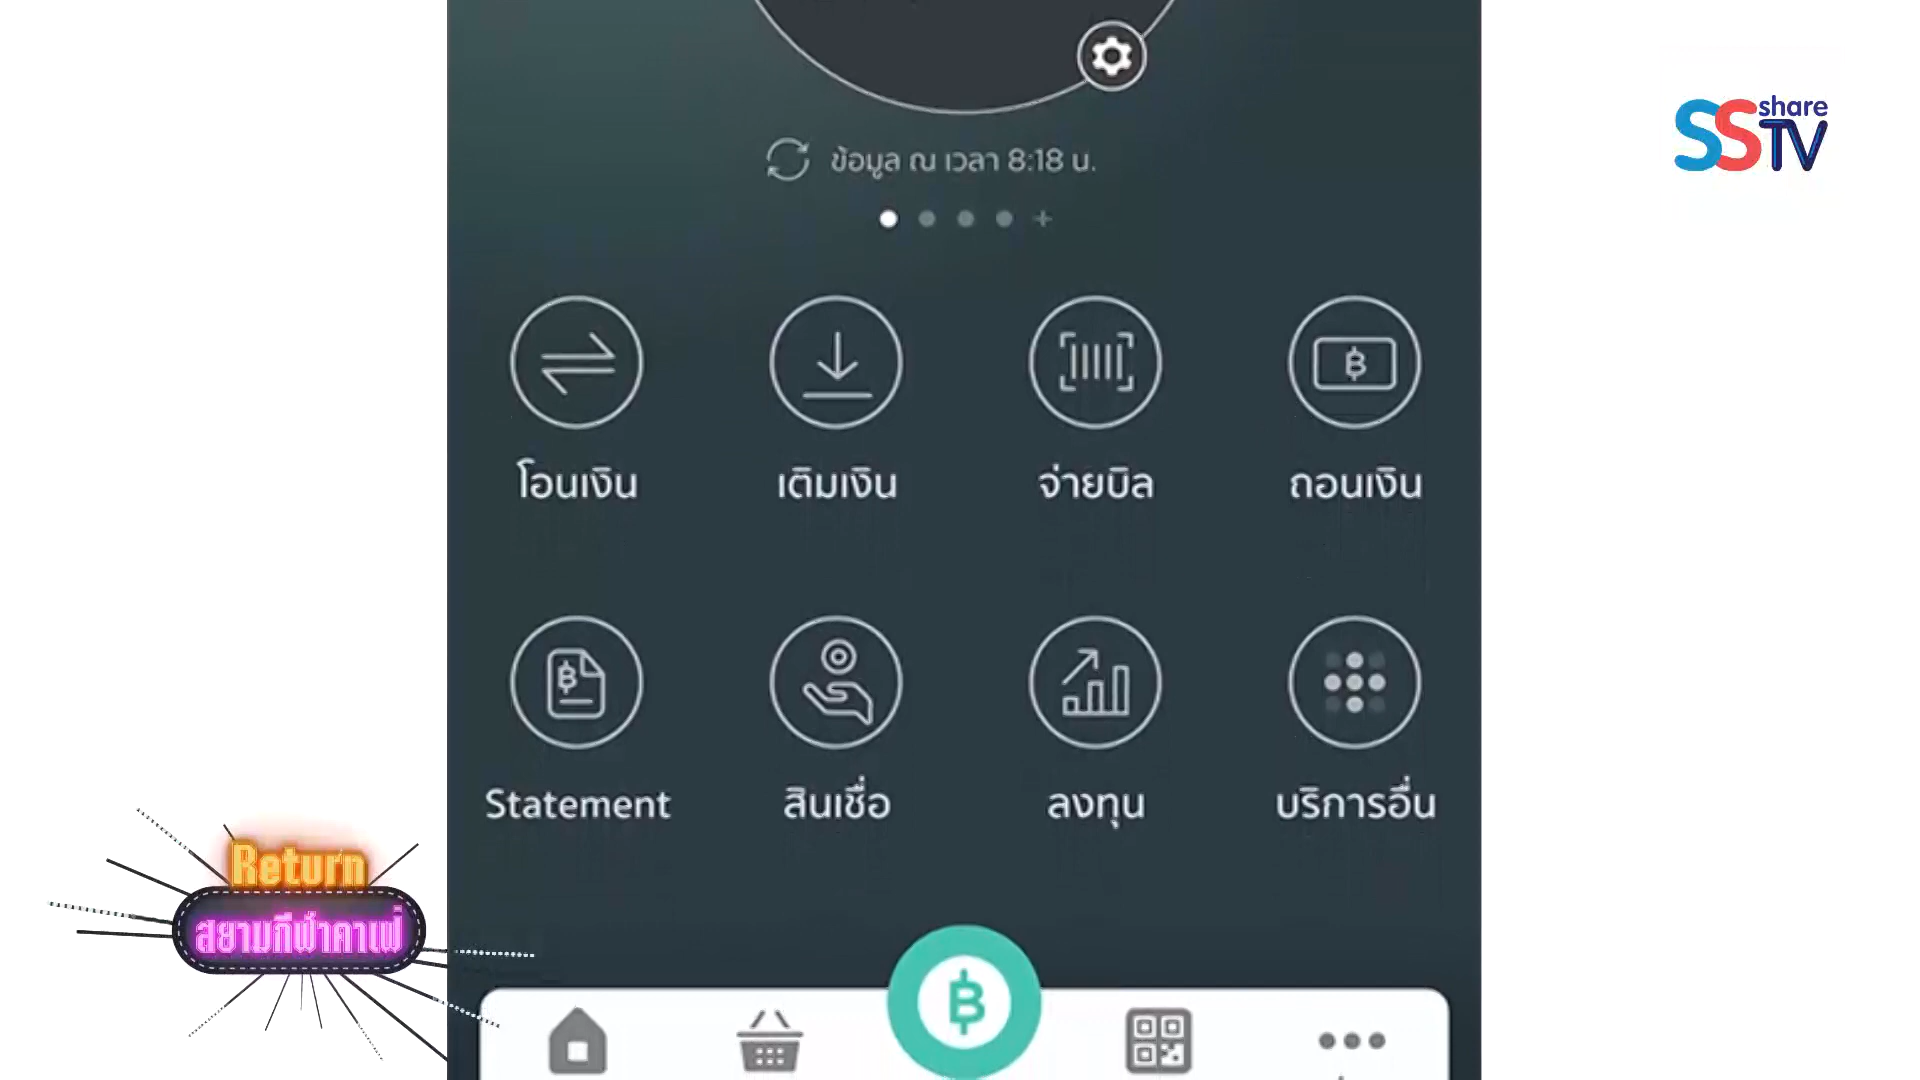 share
SSTV
ข้อมูล ณ เวลา 8:18 น.
โอนเงิน
เติมเงิน
จ่ายบิล
ถอนเงิน
Statement
สินเชื่อ
ลงทุน
บริการอื่น
Return
สยามกีฬาคาเฟ่